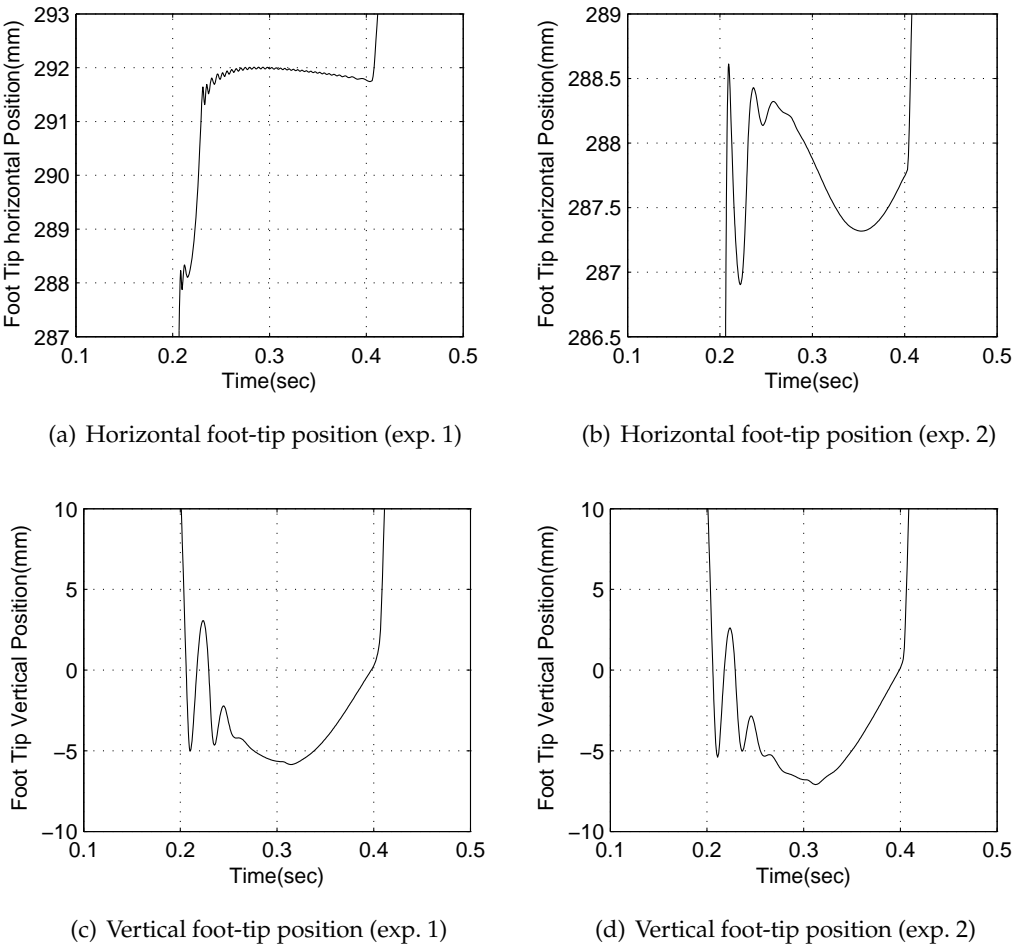 293
292
291
290
289
288
287
0.1 0.2 0.3 0.4 0.5
Time(sec)
Foot Tip horizontal Position(mm)
(a) Horizontal foot-tip position (exp. 1)
289
288.5
288
287.5
287
286.5
0.1 0.2 0.3 0.4 0.5
Time(sec)
Foot Tip horizontal Position(mm)
(b) Horizontal foot-tip position (exp. 2)
10
5
0
−5
−10
0.1 0.2 0.3 0.4 0.5
Time(sec)
Foot Tip Vertical Position(mm)
(c) Vertical foot-tip position (exp. 1)
10
5
0
−5
−10
0.1 0.2 0.3 0.4 0.5
Time(sec)
Foot Tip Vertical Position(mm)
(d) Vertical foot-tip position (exp. 2)